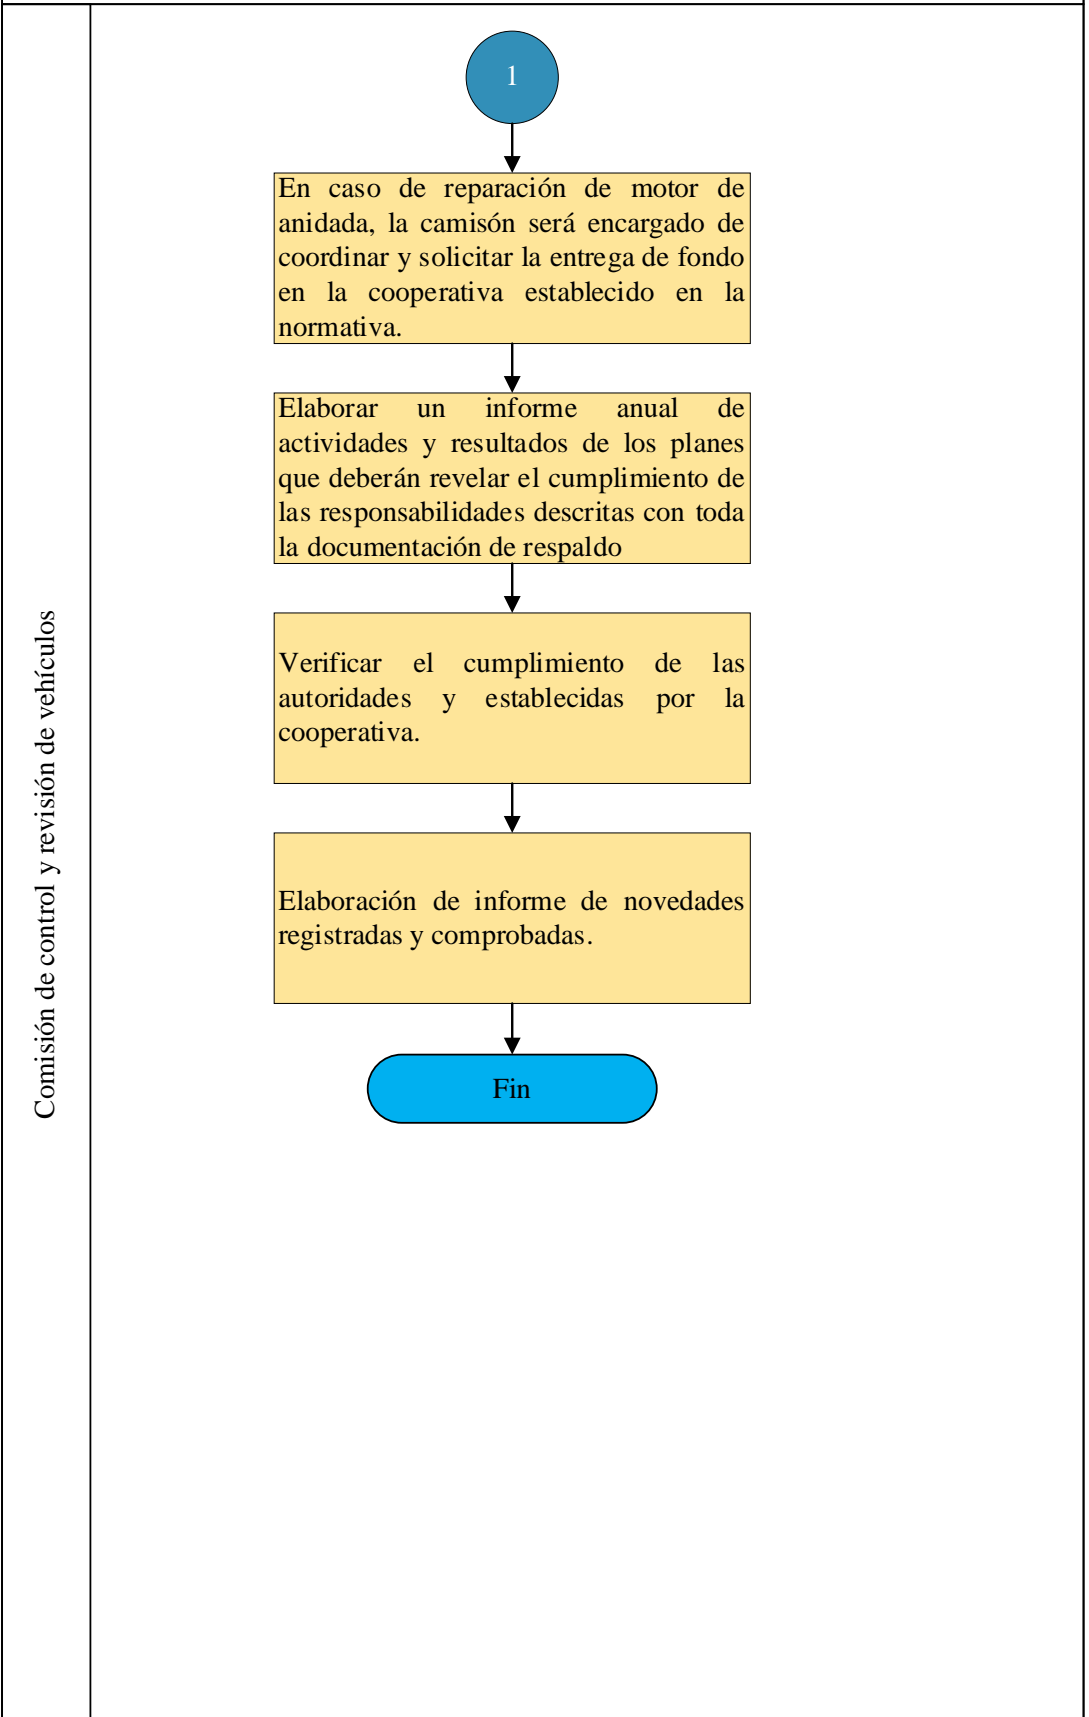 1
En caso de reparación de motor de
anidada, la camisón será encargado de
coordinar y solicitar la entrega de fondo
en la cooperativa establecido en la
normativa.
Elaborar un informe anual de
actividades y resultados de los planes
que deberán revelar el cumplimiento de
las responsabilidades descritas con toda
la documentación de respaldo
Verificar el cumplimiento de las
autoridades y establecidas por la
cooperativa.
Elaboración de informe de novedades
registradas y comprobadas.
Fin
Comisión de control y revisión de vehículos